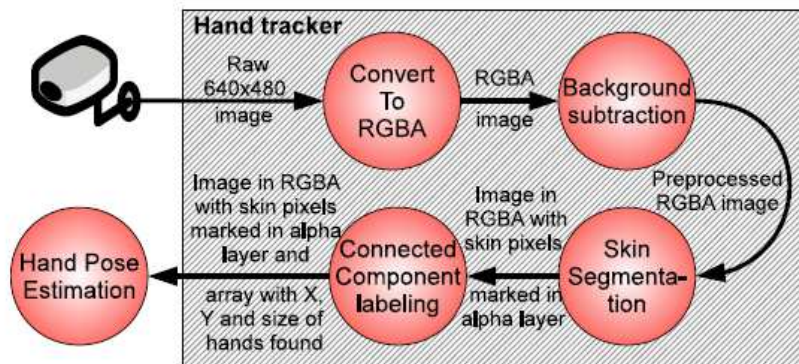 Hand tracker
Raw
640x480
image
Convert
To
RGBA
RGBA
image
Background
subtraction
Preprocessed
RGBA image
Skin
Segmenta-
tion
Image in
RGBA with
skin pixels
marked in
alpha layer
Connected
Component
labeling
Image in RGBA
with skin pixels
marked in alpha
layer and
array with X,
Y and size of
hands found
Hand Pose
Estimation